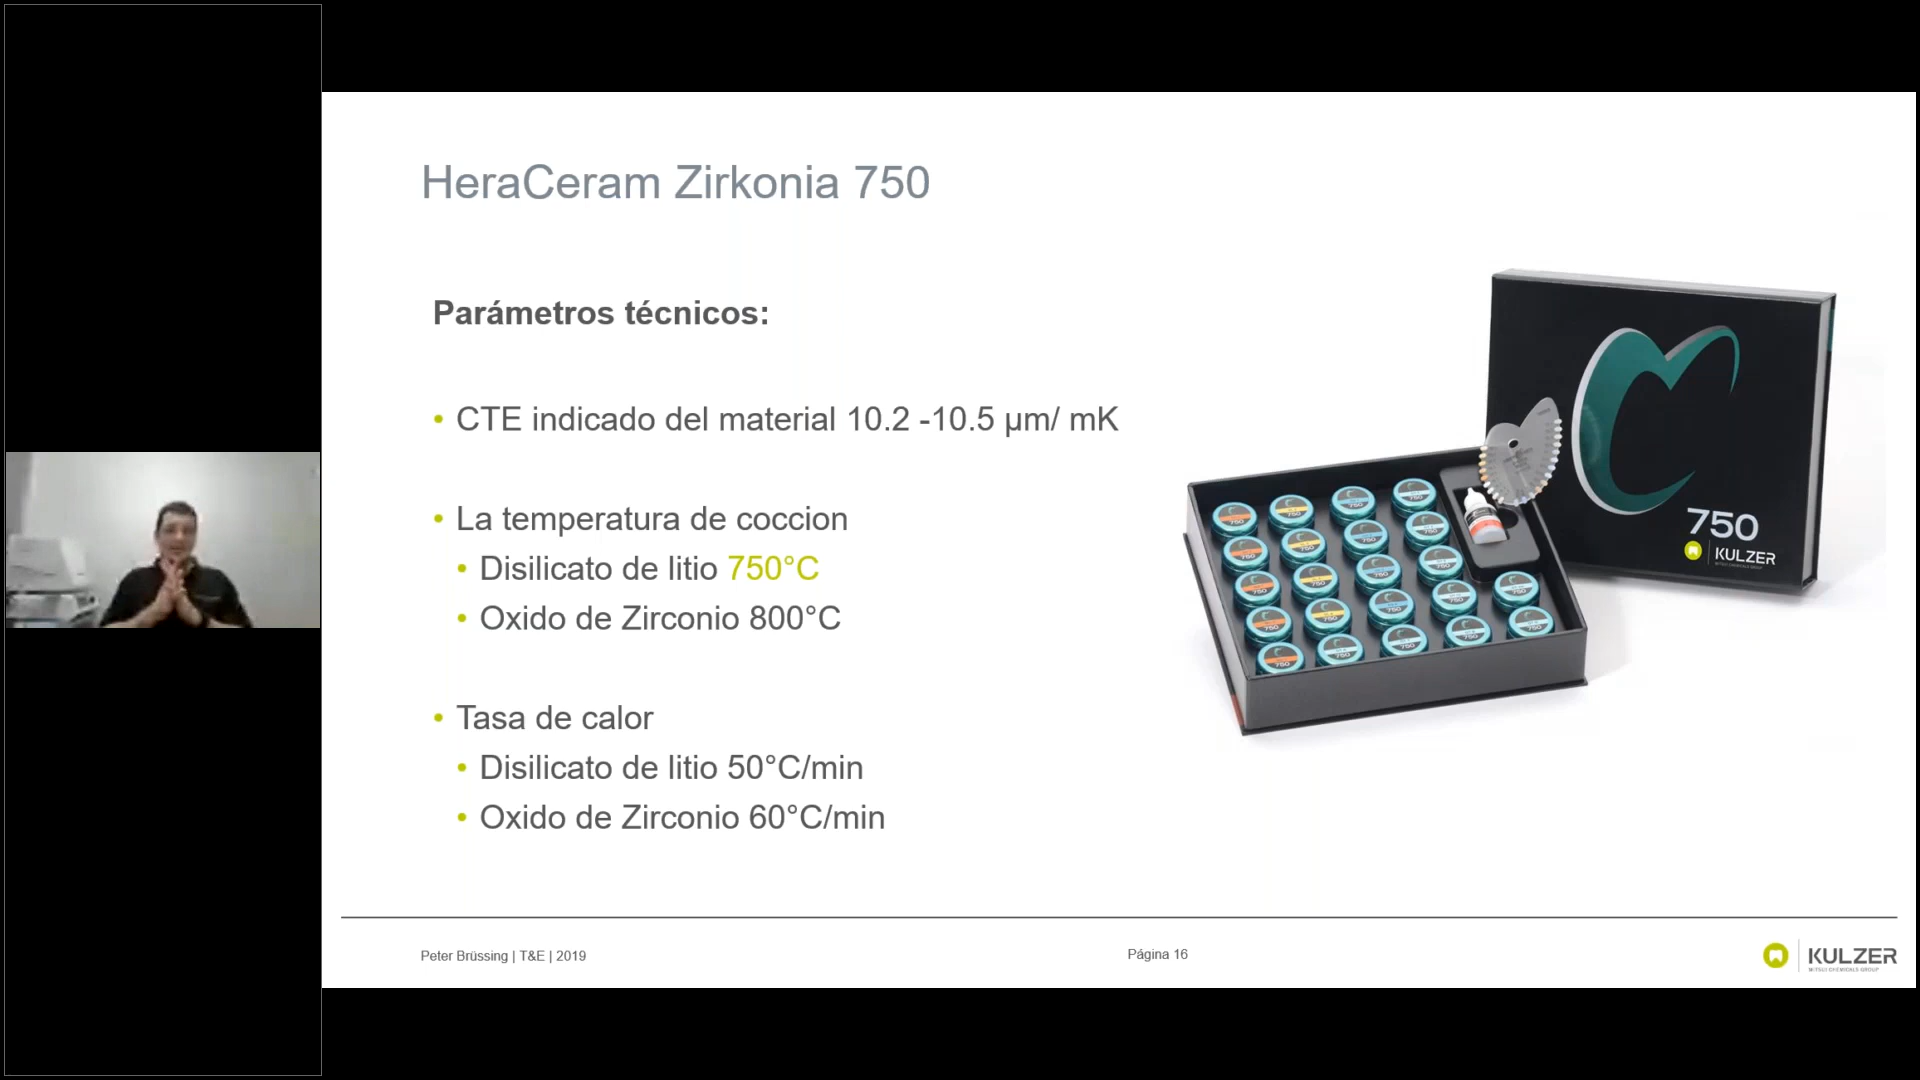 HeraCeram Zirkonia 750
Parámetros técnicos:
• CTE indicado del material 10.2 -10.5 µm/ mK
• La temperatura de coccion
• Disilicato de litio 750°C
• Oxido de Zirconio 800°C
• Tasa de calor
• Disilicato de litio 50°C/min
• Oxido de Zirconio 60°C/min
750
KULZER
Peter Brüssing | T&E | 2019
Página 16
KULZER
MITSUI CHEMICALS GROUP